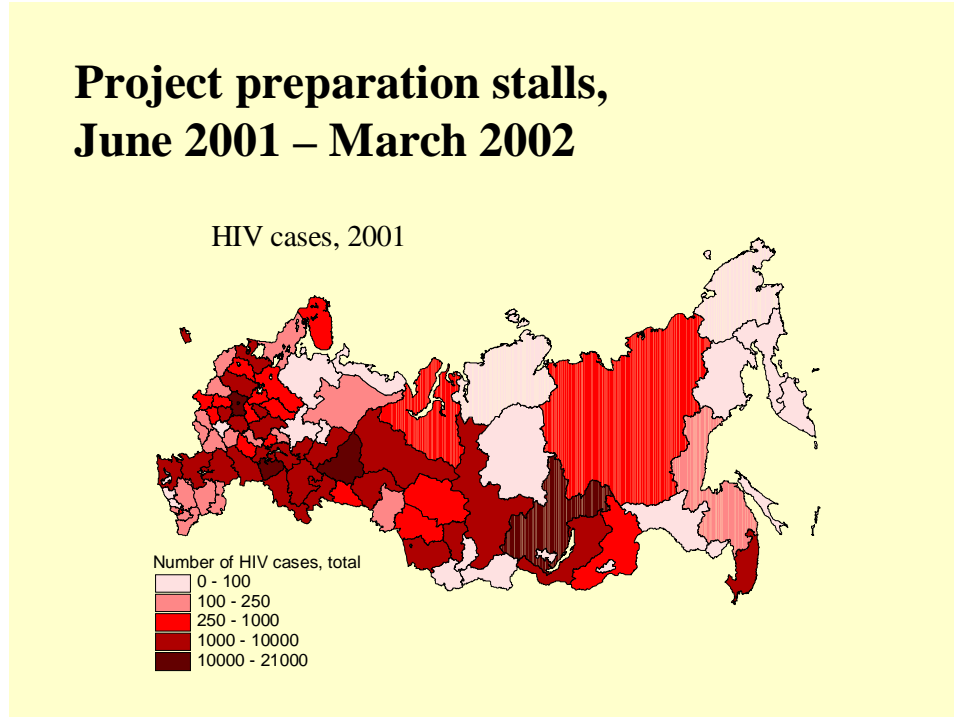 Project preparation stalls,
June 2001 – March 2002
HIV cases, 2001
Number of HIV cases, total
0 - 100
100 - 250
250 - 1000
1000 - 10000
10000 - 21000